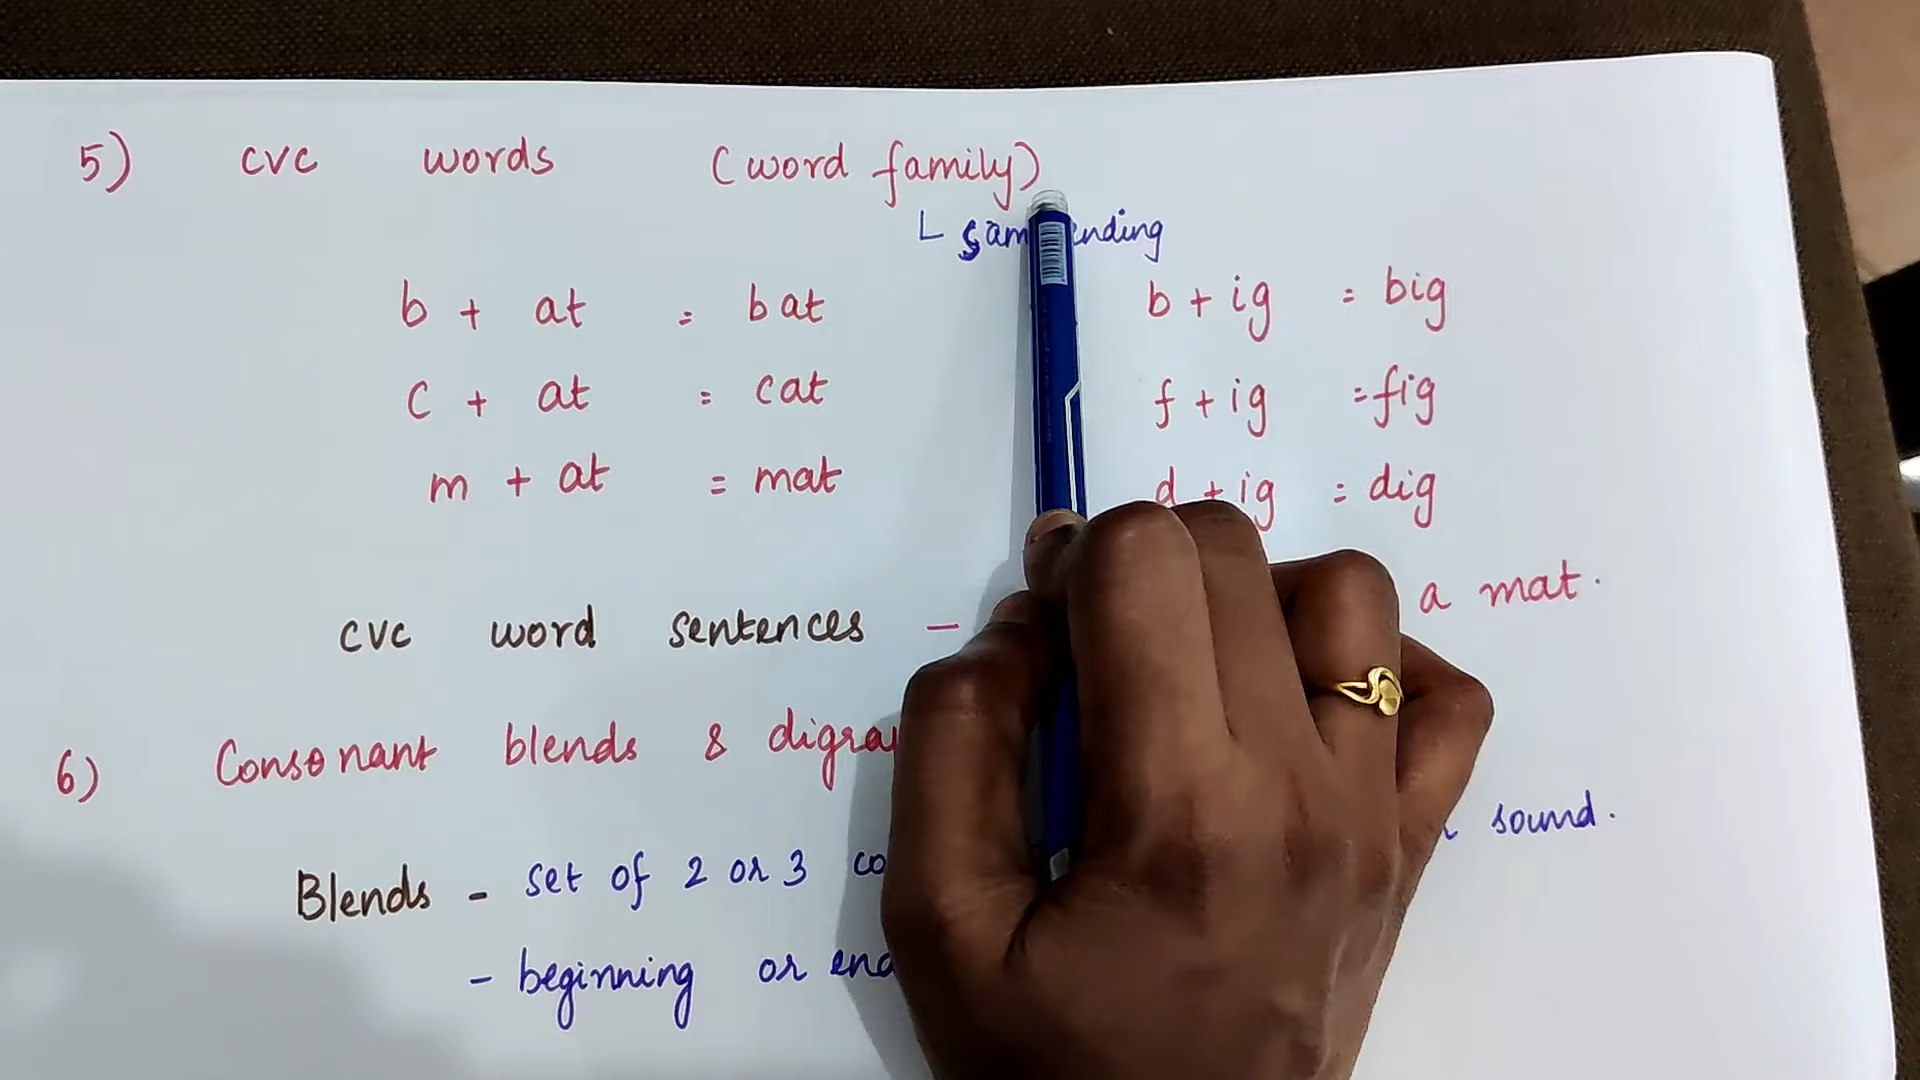 5) CVC words (word family)
└ ending
b + at = bat b + ig = big
c + at = cat f + ig = fig
m + at = mat d + ig = dig
CVC word sentences – a mat.
6) Consonant blends & 
sound.
Blends - set of 2 or 3
- beginning or